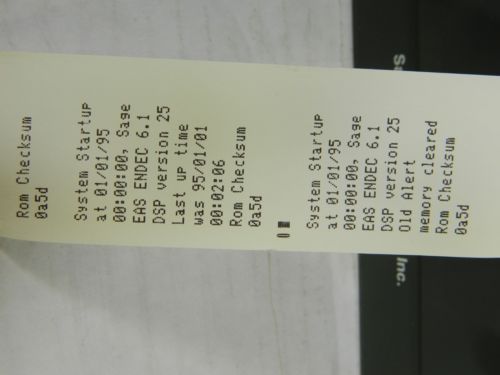 Rom Checksum
0a5d
System Startup
at 01/01/95
00:00:00, Sage
EAS ENDEC 6.1
DSP version 25
Last up time
was 95/01/01
00:02:06
Rom Checksum
0a5d
System Startup
at 01/01/95
00:00:00, Sage
EAS ENDEC 6.1
DSP version 25
Old Alert
memory cleared
Rom Checksum
0a5d
Inc.